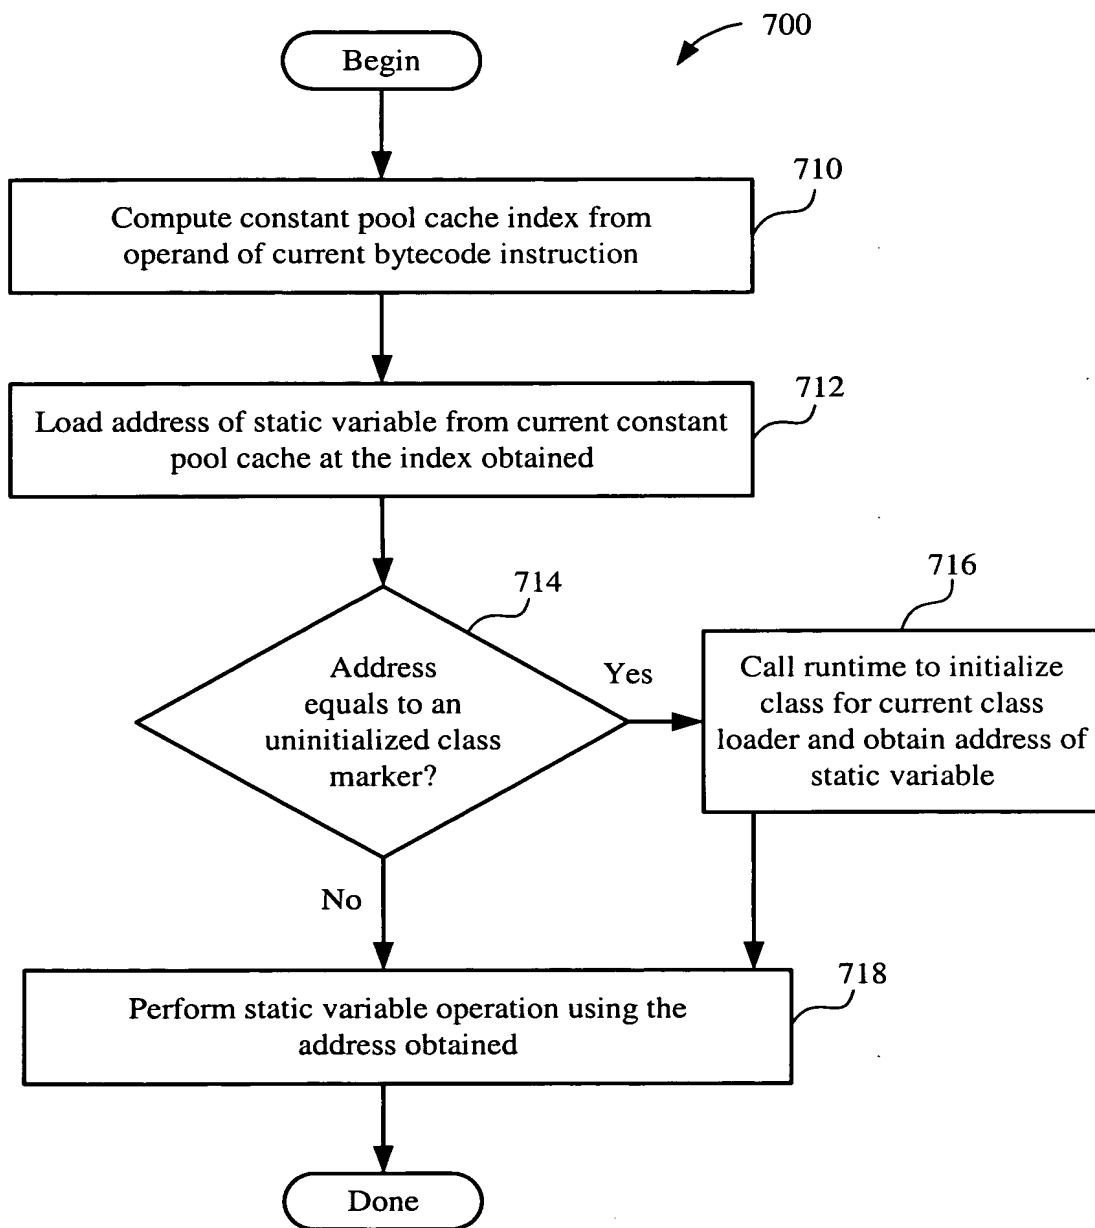 700
Begin
710
Compute constant pool cache index from
operand of current bytecode instruction
712
Load address of static variable from current constant
pool cache at the index obtained
714
Address
equals to an
uninitialized class
marker?
Yes
716
Call runtime to initialize
class for current class
loader and obtain address of
static variable
No
718
Perform static variable operation using the
address obtained
Done